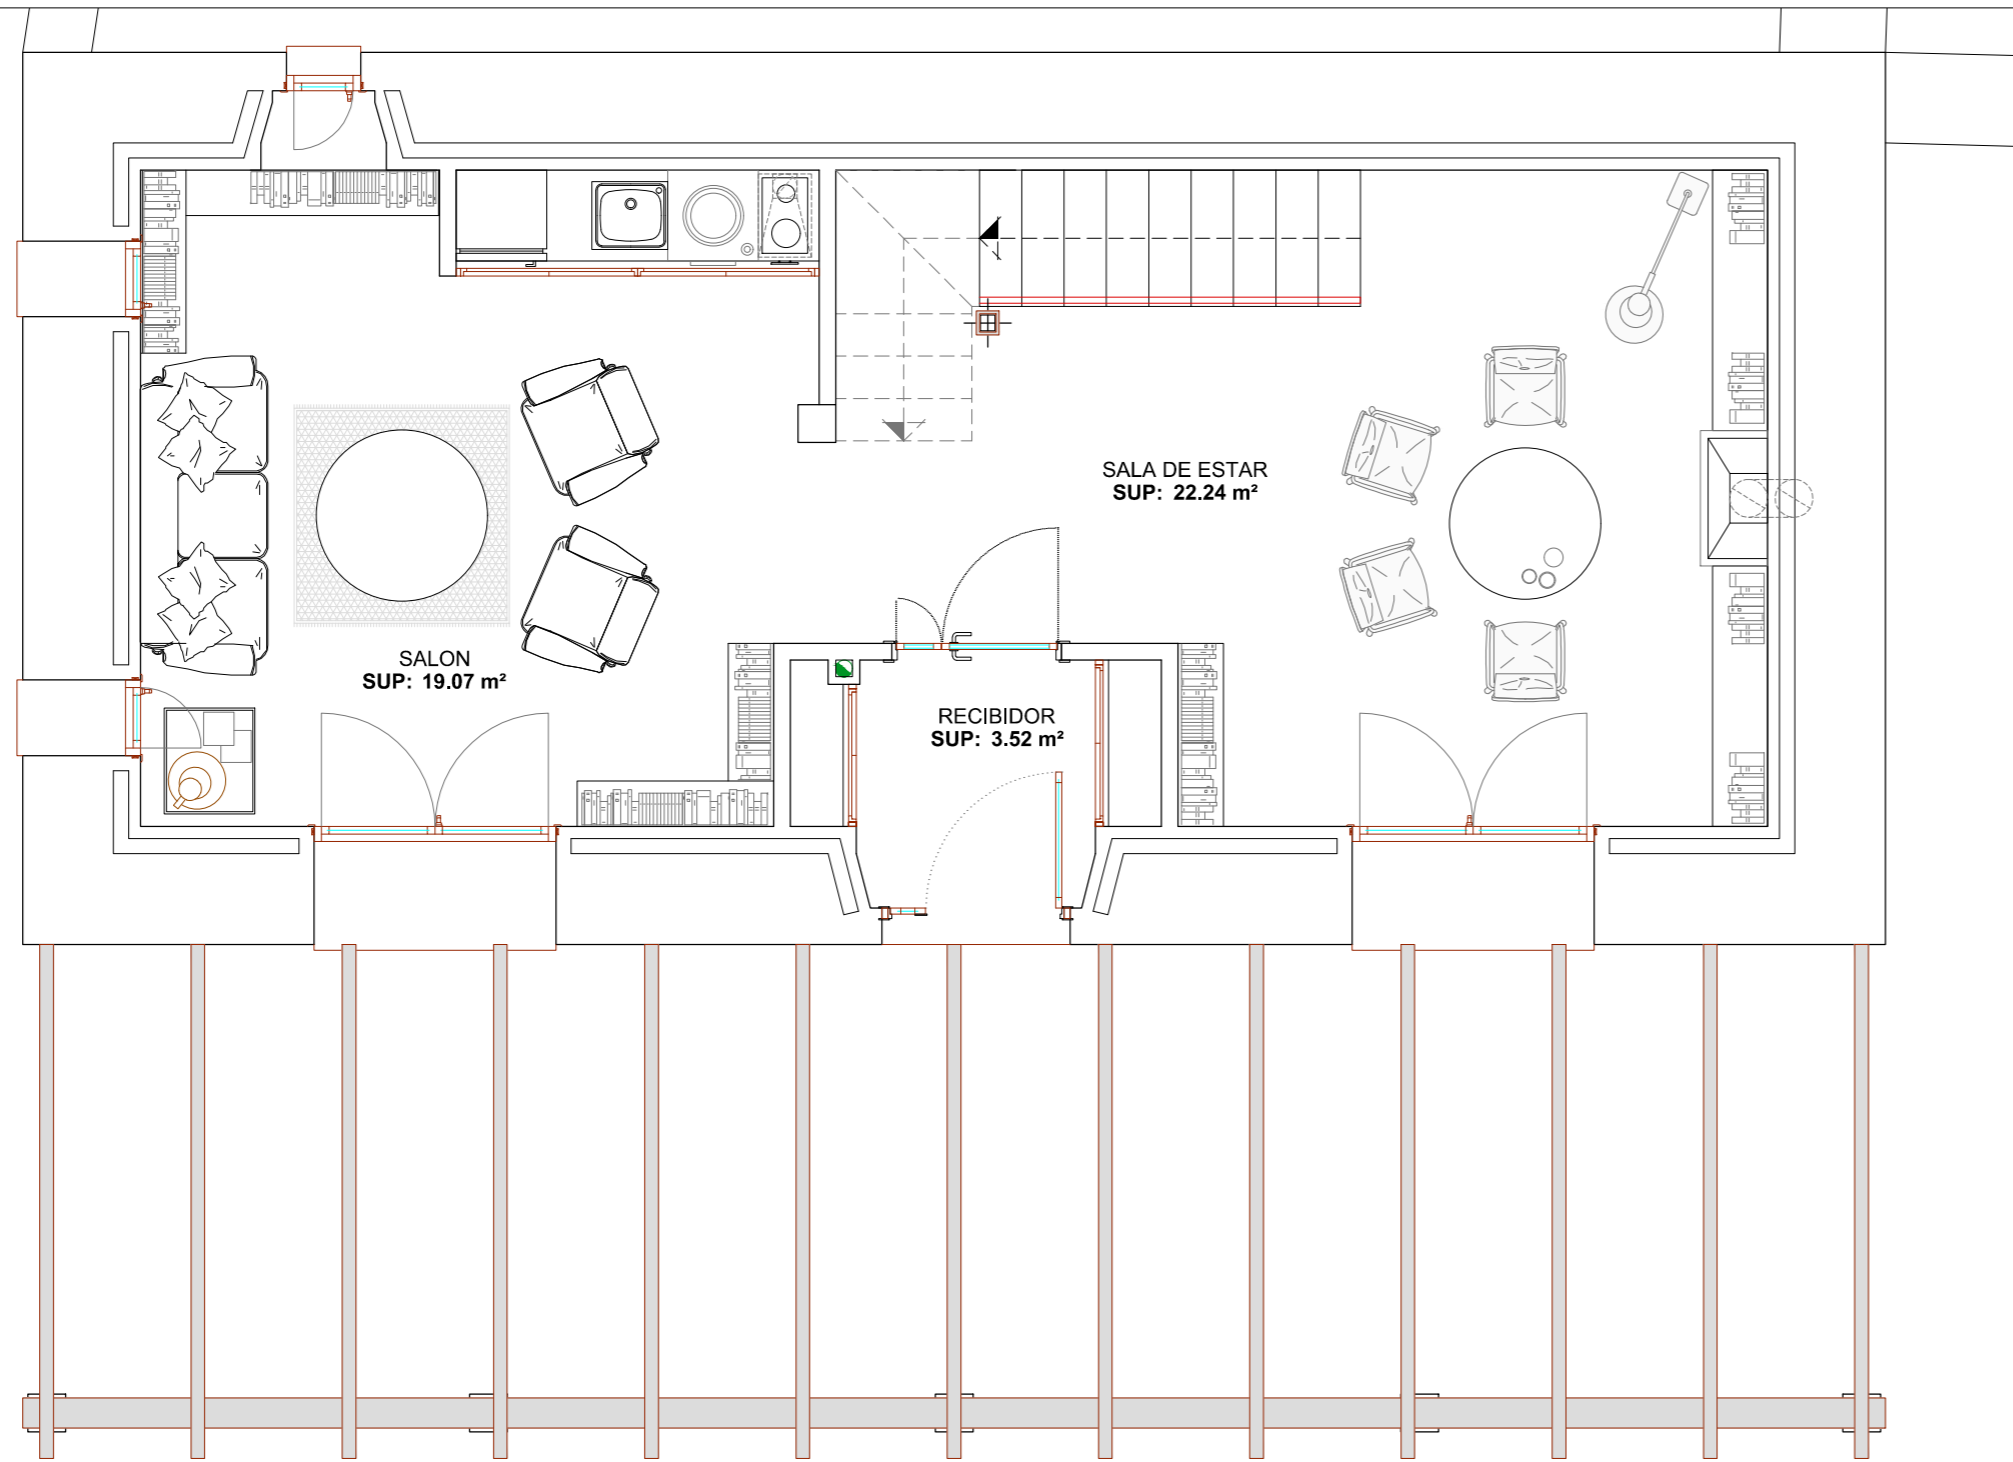 SALA DE ESTAR
SUP: 22.24 m²
SALON
SUP: 19.07 m²
RECIBIDOR
SUP: 3.52 m²